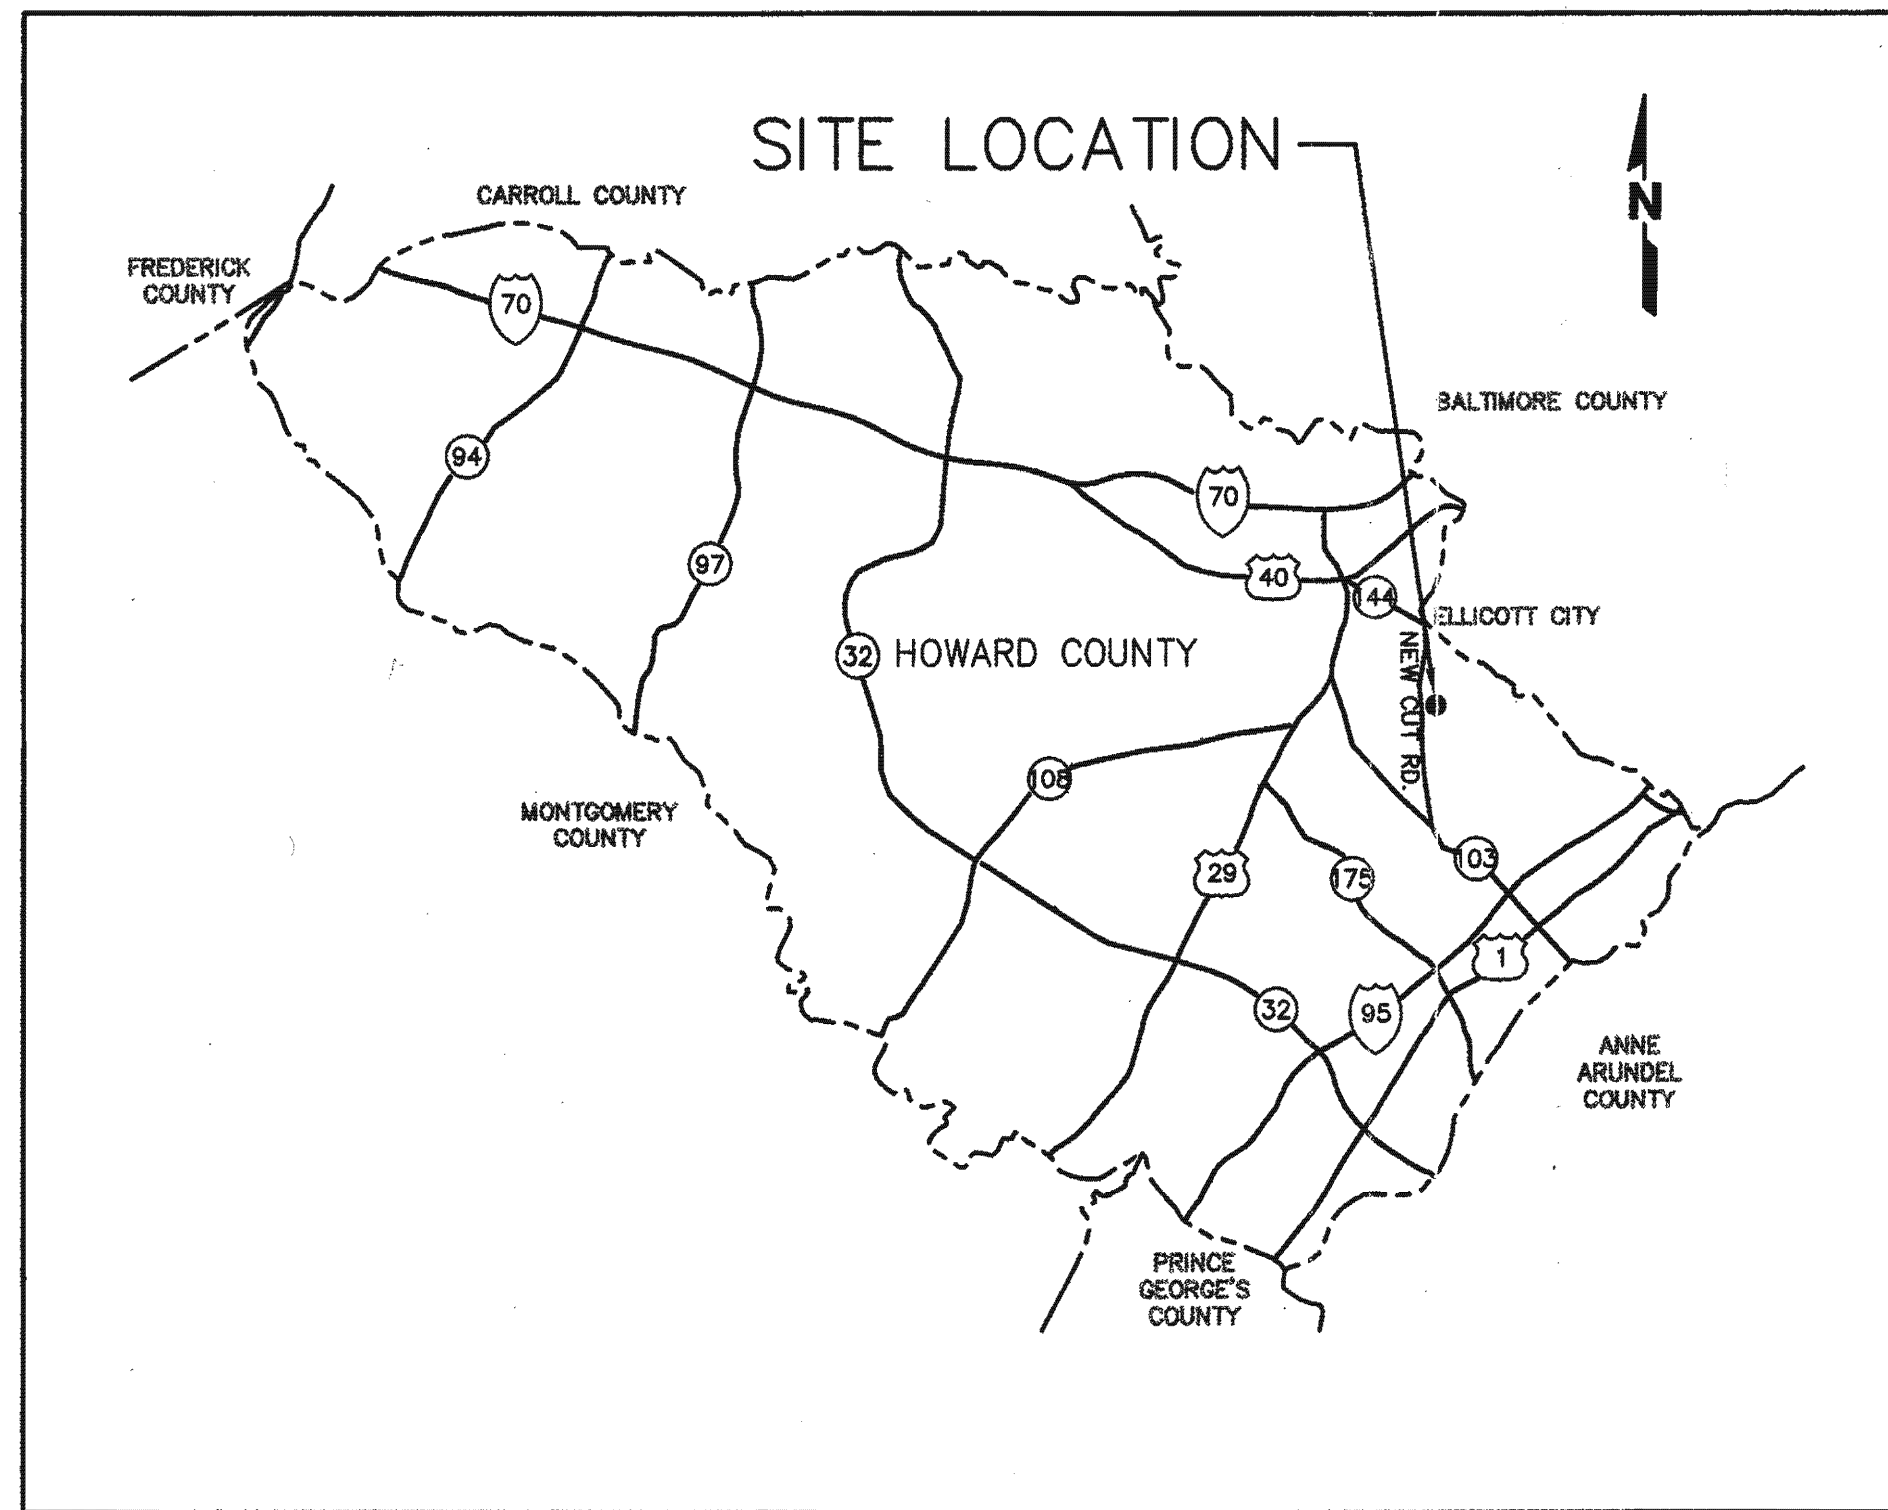 SITE LOCATION
N
CARROLL COUNTY
FREDERICK
COUNTY
70
BALTIMORE COUNTY
94
70
97
40
144
ELLICOTT CITY
32
HOWARD COUNTY
NEW CUT RD.
108
MONTGOMERY
COUNTY
29
175
103
1
32
95
ANNE
ARUNDEL
COUNTY
PRINCE
GEORGE'S
COUNTY